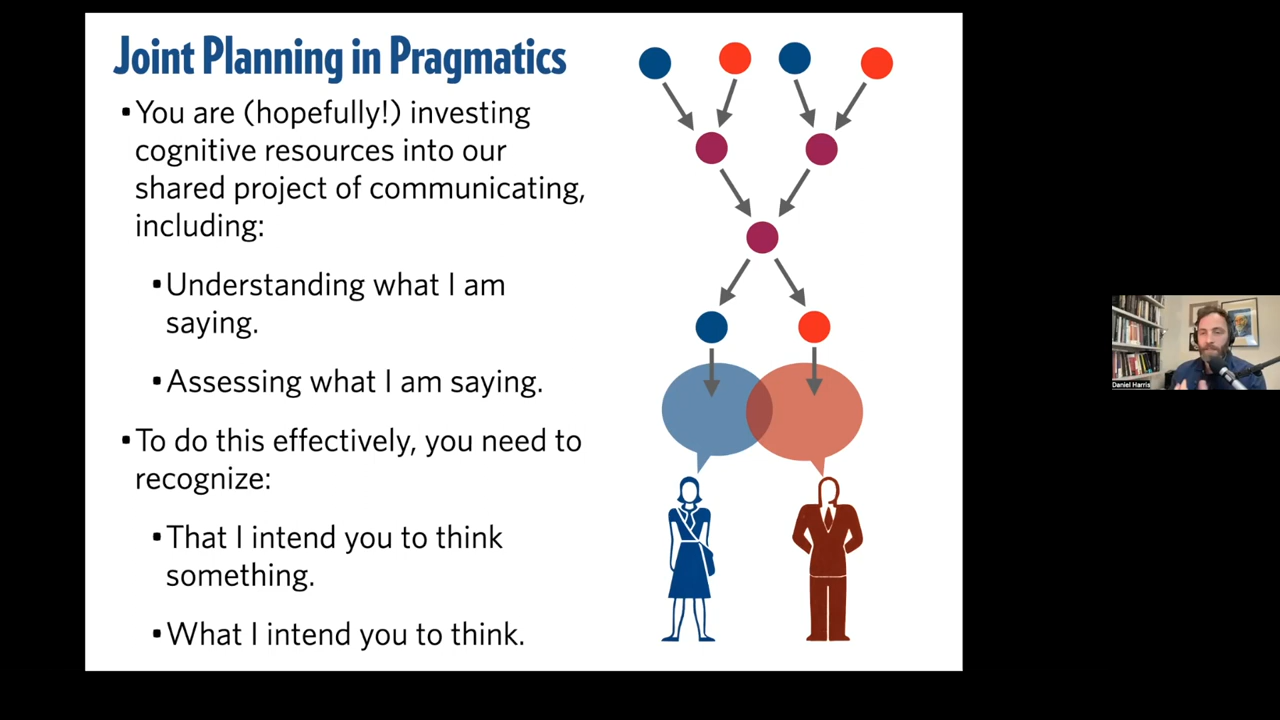 Joint Planning in Pragmatics
▪You are (hopefully!) investing
cognitive resources into our
shared project of communicating,
including:
▪Understanding what I am
saying.
▪Assessing what I am saying.
▪To do this effectively, you need to
recognize:
▪That I intend you to think
something.
▪What I intend you to think.
Daniel Harris